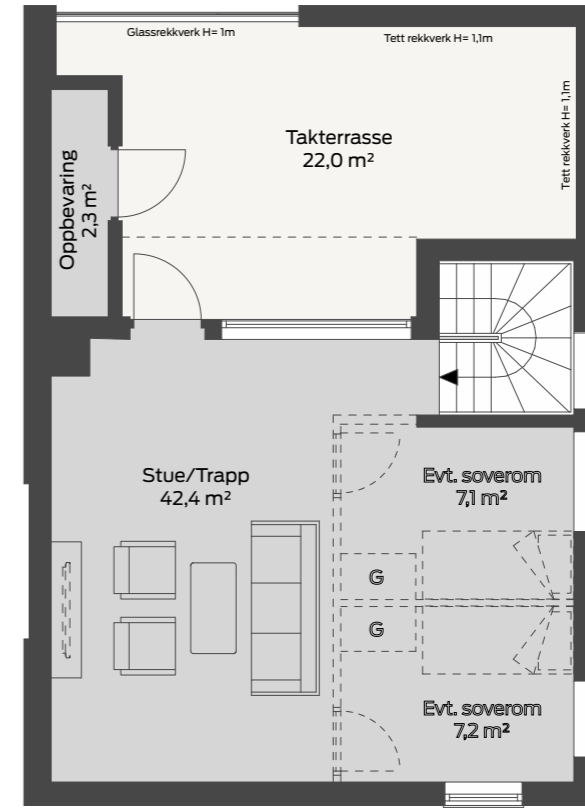 Glassrekkverk H= 1m
Tett rekkverk H= 1,1m
Tett rekkverk H= 1,1m
Takterrasse
22,0 m²
Oppbevaring
2,3 m²
Stue/Trapp
42,4 m²
Evt. soverom
7,1 m²
G
G
Evt. soverom
7,2 m²